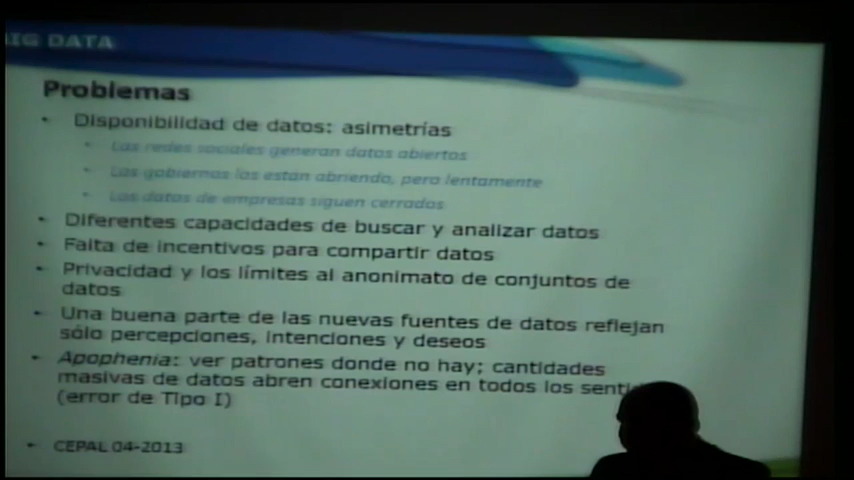 BIG DATA
Problemas
• Disponibilidad de datos: asimetrías
• Las redes sociales generan datos abiertos
• Los gobiernos los estan abriendo, pero lentamente
• Los datos de empresas siguen cerrados
• Diferentes capacidades de buscar y analizar datos
• Falta de incentivos para compartir datos
• Privacidad y los límites al anonimato de conjuntos de
datos
• Una buena parte de las nuevas fuentes de datos reflejan
sólo percepciones, intenciones y deseos
• Apophenia: ver patrones donde no hay; cantidades
masivas de datos abren conexiones en todos los
(error de Tipo I)
• CEPAL 04-2013